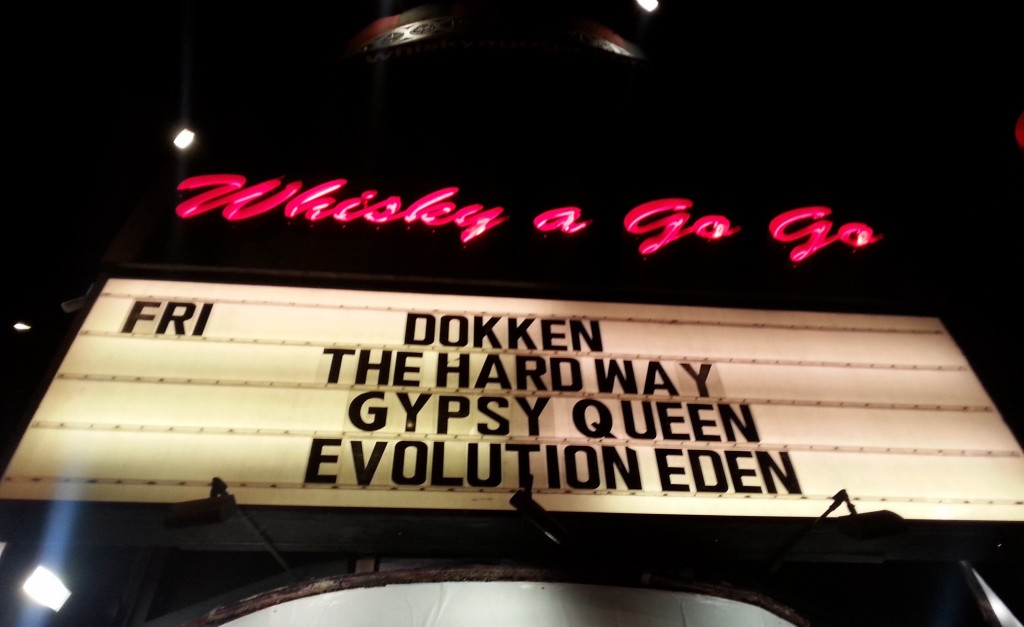 Whisky a Go Go
FRI DOKKEN
THE HARD WAY
GYPSY QUEEN
EVOLUTION EDEN